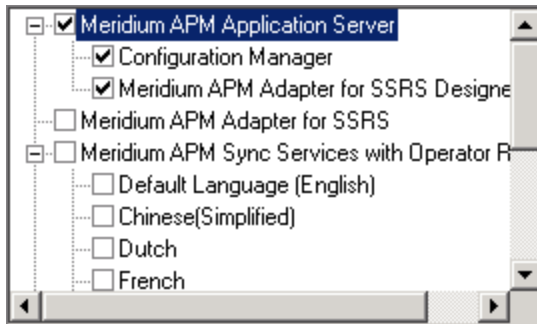 Meridium APM Application Server
Configuration Manager
Meridium APM Adapter for SSRS Designe
Meridium APM Adapter for SSRS
Meridium APM Sync Services with Operator R
Default Language (English)
Chinese(Simplified)
Dutch
French